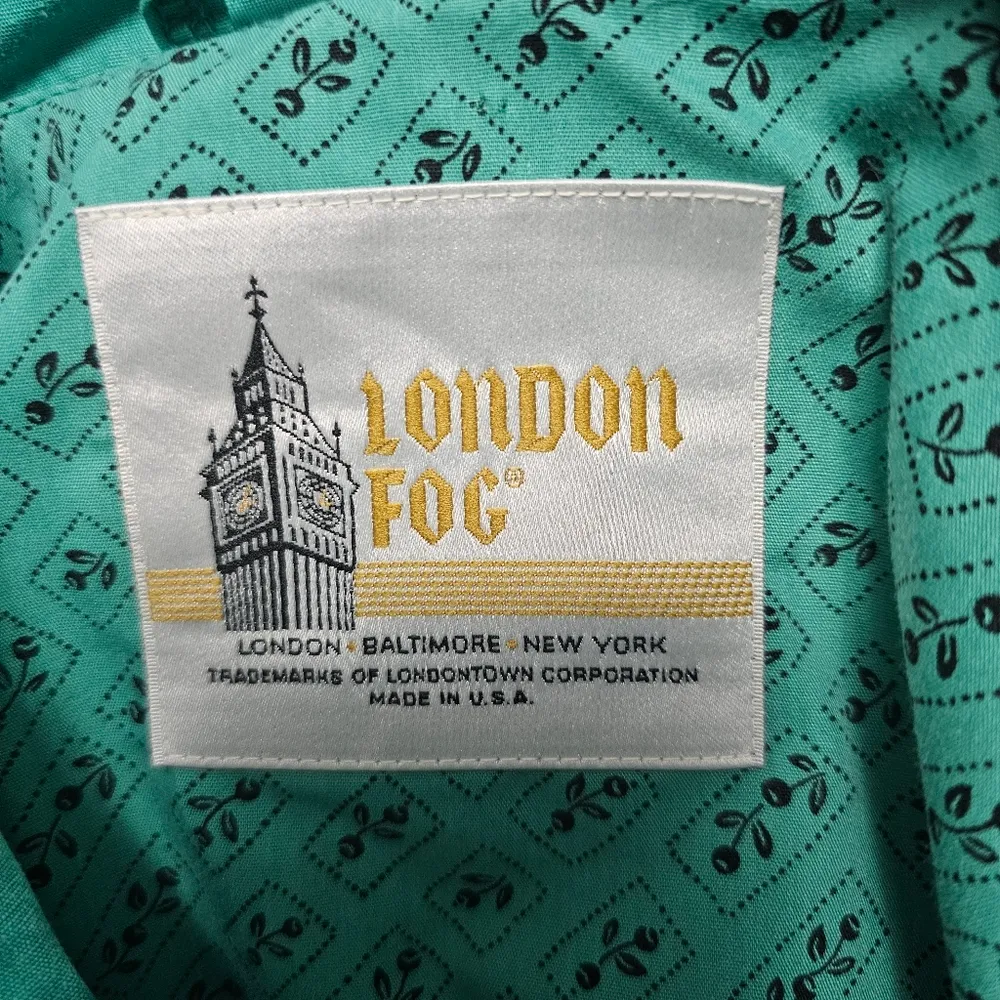 LONDON
FOG®
LONDON • BALTIMORE • NEW YORK
TRADEMARKS OF LONDONTOWN CORPORATION
MADE IN U.S.A.